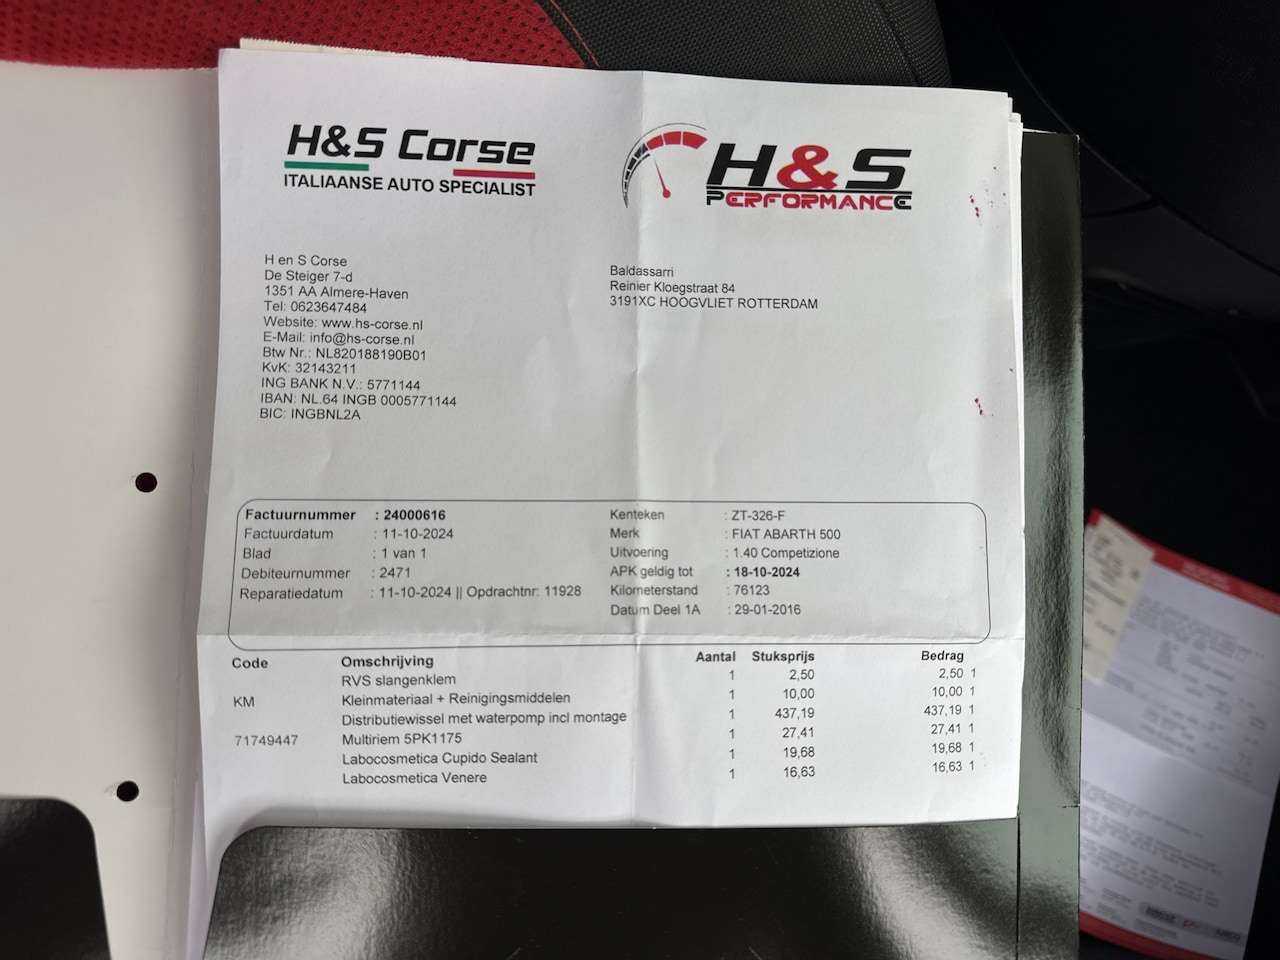 H&S Corse
ITALIAANSE AUTO SPECIALIST
H&S
PERFORMANCE
H en S Corse
De Steiger 7-d
1351 AA Almere-Haven
Tel: 0623647484
Website: www.hs-corse.nl
E-Mail: info@hs-corse.nl
Btw Nr.: NL820188190B01
KvK: 32143211
ING BANK N.V.: 5771144
IBAN: NL.64 INGB 0005771144
BIC: INGBNL2A
Baldassarri
Reinier Kloegstraat 84
3191XC HOOGVLIET ROTTERDAM
Factuurnummer : 24000616
Factuurdatum : 11-10-2024
Blad : 1 van 1
Debiteurnummer : 2471
Reparatiedatum : 11-10-2024 || Opdrachtnr: 11928
Kenteken : ZT-326-F
Merk : FIAT ABARTH 500
Uitvoering : 1.40 Competizione
APK geldig tot : 18-10-2024
Kilometerstand : 76123
Datum Deel 1A : 29-01-2016
Code Omschrijving Aantal Stuksprijs Bedrag
RVS slangenklem 1 2,50 2,50 1
KM Kleinmateriaal + Reinigingsmiddelen 1 10,00 10,00 1
Distributiewissel met waterpomp incl montage 1 437,19 437,19 1
71749447 Multiriem 5PK1175 1 27,41 27,41 1
Labocosmetica Cupido Sealant 1 19,68 19,68 1
Labocosmetica Venere 1 16,63 16,63 1